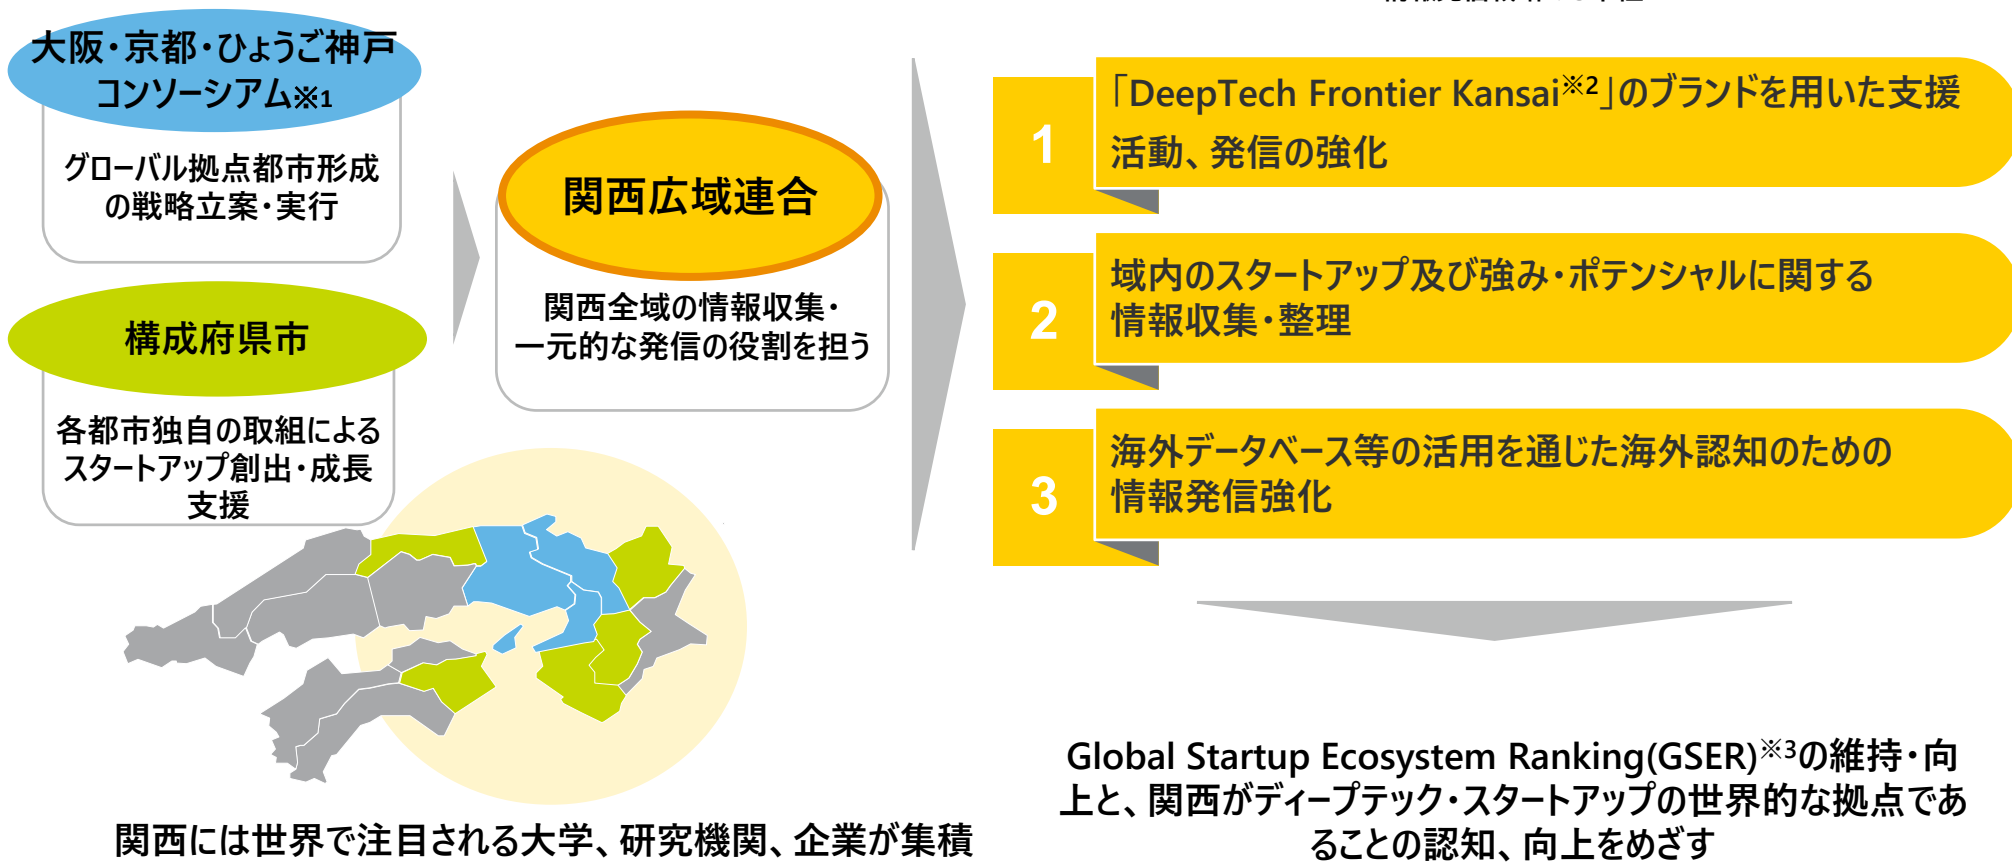 大阪・京都・ひょうご神戸
コンソーシアム※1
グローバル拠点都市形成
の戦略立案・実行
構成府県市
各都市独自の取組による
スタートアップ創出・成長
支援
関西広域連合
関西全域の情報収集・
一元的な発信の役割を担う
1
「DeepTech Frontier Kansai※2」のブランドを用いた支援
活動、発信の強化
2
域内のスタートアップ及び強み・ポテンシャルに関する
情報収集・整理
3
海外データベース等の活用を通じた海外認知のための
情報発信強化
関西には世界で注目される大学、研究機関、企業が集積
Global Startup Ecosystem Ranking(GSER)※3の維持・向
上と、関西がディープテック・スタートアップの世界的な拠点であ
ることの認知、向上をめざす